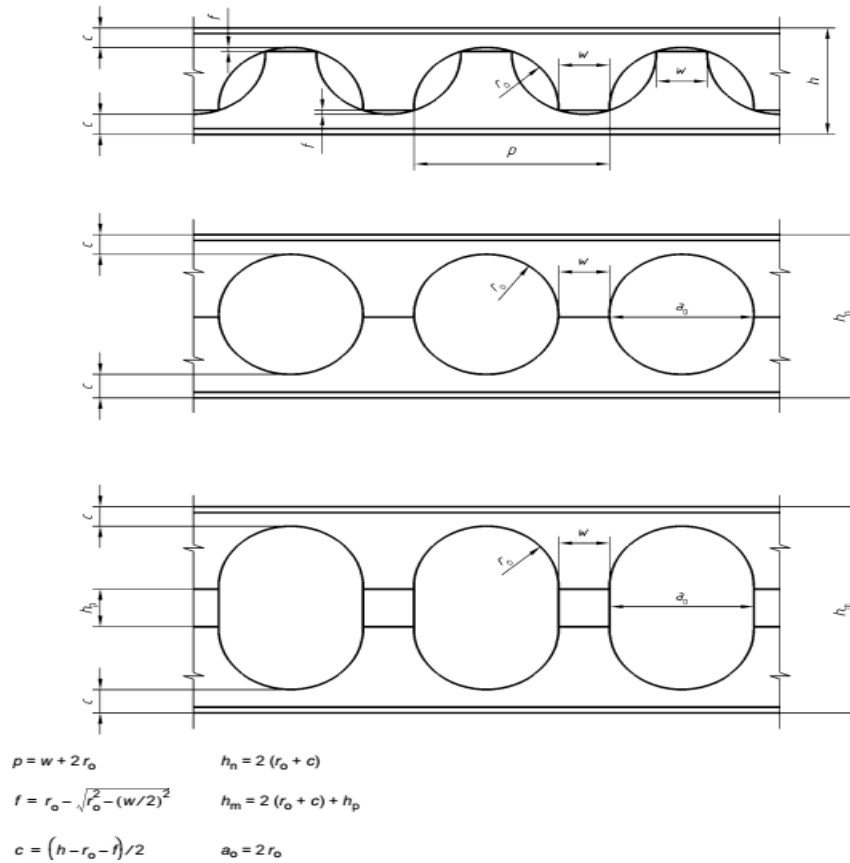 f
c
w
w
r₀
h
c
f
p
c
w
r₀
a₀
hₙ
c
c
w
r₀
hₚ
a₀
hₘ
c
p = w + 2 r₀ hₙ = 2 (r₀ + c)
f = r₀ – √r₀² – (w/2)² hₘ = 2 (r₀ + c) + hₚ
c = (h – r₀ – f)/2 a₀ = 2 r₀